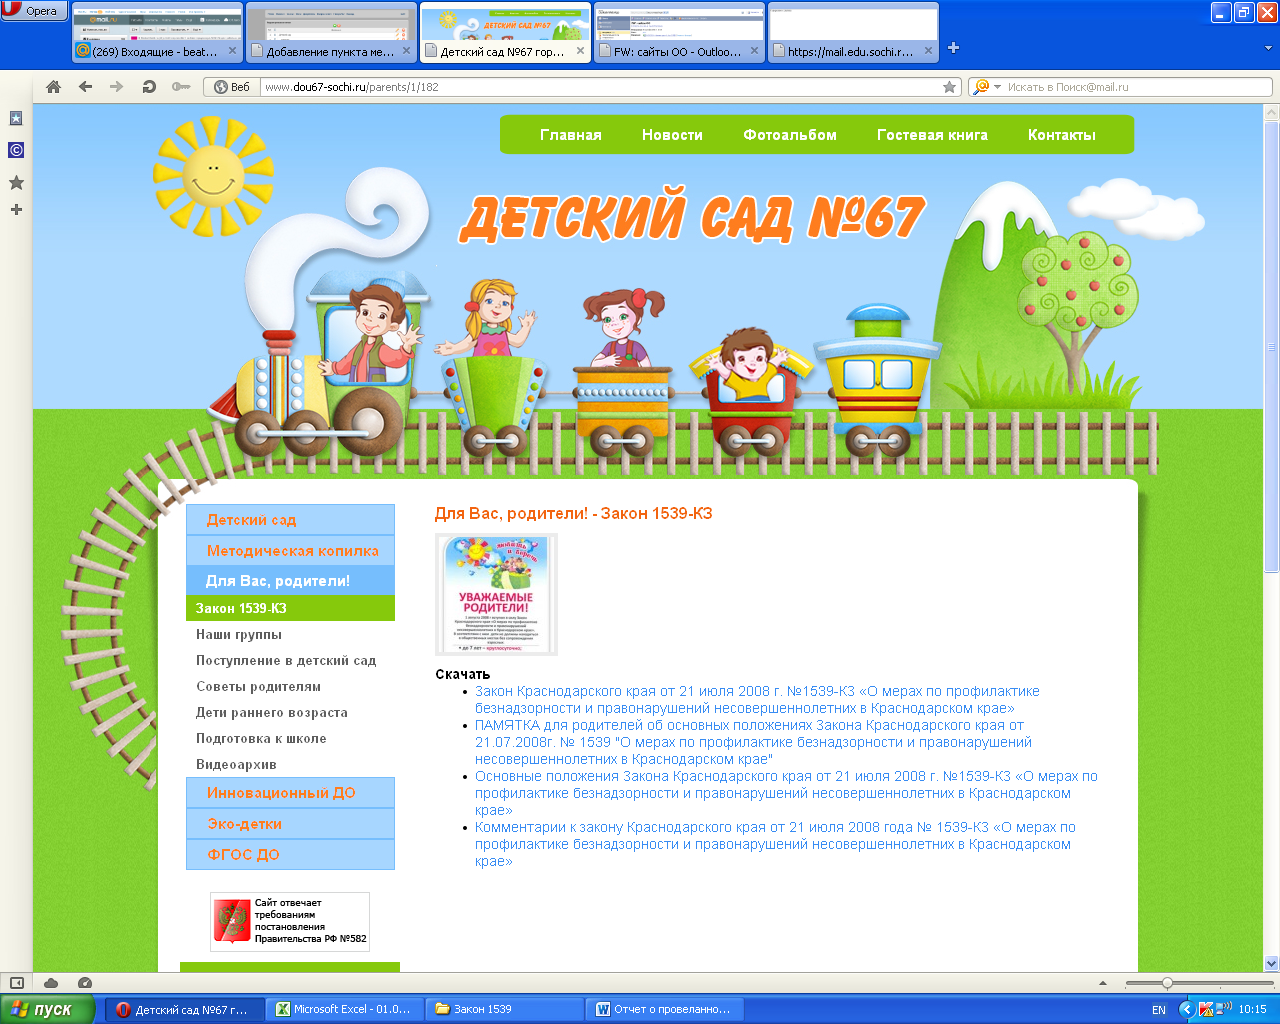 Opera
(269) Входящие - beat...
Добавление пункта ме...
Детский сад №67 гор...
FW: сайты ОО - Outloo...
https://mail.edu.sochi.r...
Веб
www.dou67-sochi.ru/parents/1/182
Искать в Поиск@mail.ru
Главная
Новости
Фотоальбом
Гостевая книга
Контакты
ДЕТСКИЙ САД №67
Детский сад
Методическая копилка
Для Вас, родители!
Закон 1539-КЗ
Наши группы
Поступление в детский сад
Советы родителям
Дети раннего возраста
Подготовка к школе
Видеоархив
Инновационный ДО
Эко-детки
ФГОС ДО
Сайт отвечает
требованиям
постановления
Правительства РФ №582
Для Вас, родители! - Закон 1539-КЗ
УВАЖАЕМЫЕ
РОДИТЕЛИ!
• до 7 лет – круглосуточно;
Скачать
Закон Краснодарского края от 21 июля 2008 г. №1539-КЗ «О мерах по профилактике
безнадзорности и правонарушений несовершеннолетних в Краснодарском крае»
ПАМЯТКА для родителей об основных положениях Закона Краснодарского края от
21.07.2008г. № 1539 "О мерах по профилактике безнадзорности и правонарушений
несовершеннолетних в Краснодарском крае"
Основные положения Закона Краснодарского края от 21 июля 2008 г. №1539-КЗ «О мерах по
профилактике безнадзорности и правонарушений несовершеннолетних в Краснодарском
крае»
Комментарии к закону Краснодарского края от 21 июля 2008 года № 1539-КЗ «О мерах по
профилактике безнадзорности и правонарушений несовершеннолетних в Краснодарском
крае»
пуск
Детский сад №67 г...
Microsoft Excel - 01.0...
Закон 1539
Отчет о провеланно...
EN
10:15